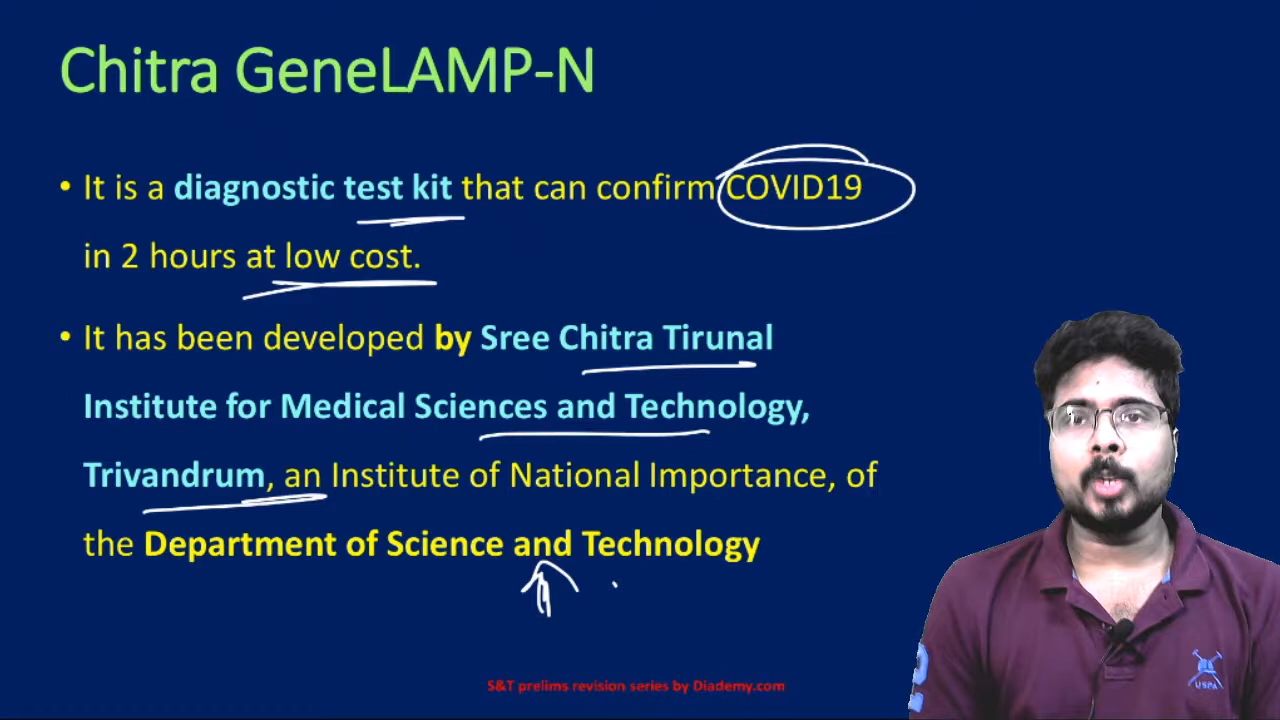 Chitra GeneLAMP-N
• It is a diagnostic test kit that can confirm COVID19
in 2 hours at low cost.
• It has been developed by Sree Chitra Tirunal
Institute for Medical Sciences and Technology,
Trivandrum, an Institute of National Importance, of
the Department of Science and Technology
USPA
S&T prelims revision series by Diademy.com